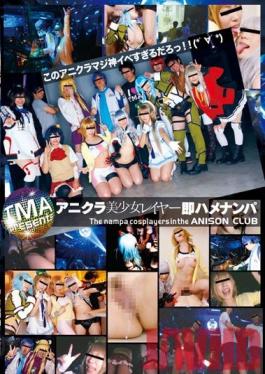 このアニクラマジ神イベすぎるだろっ!!(*´∀`*)
TMA
PRESENTS
アニクラ美少女レイヤー即ハメナンパ
The nampa cosplayers in the ANISON CLUB